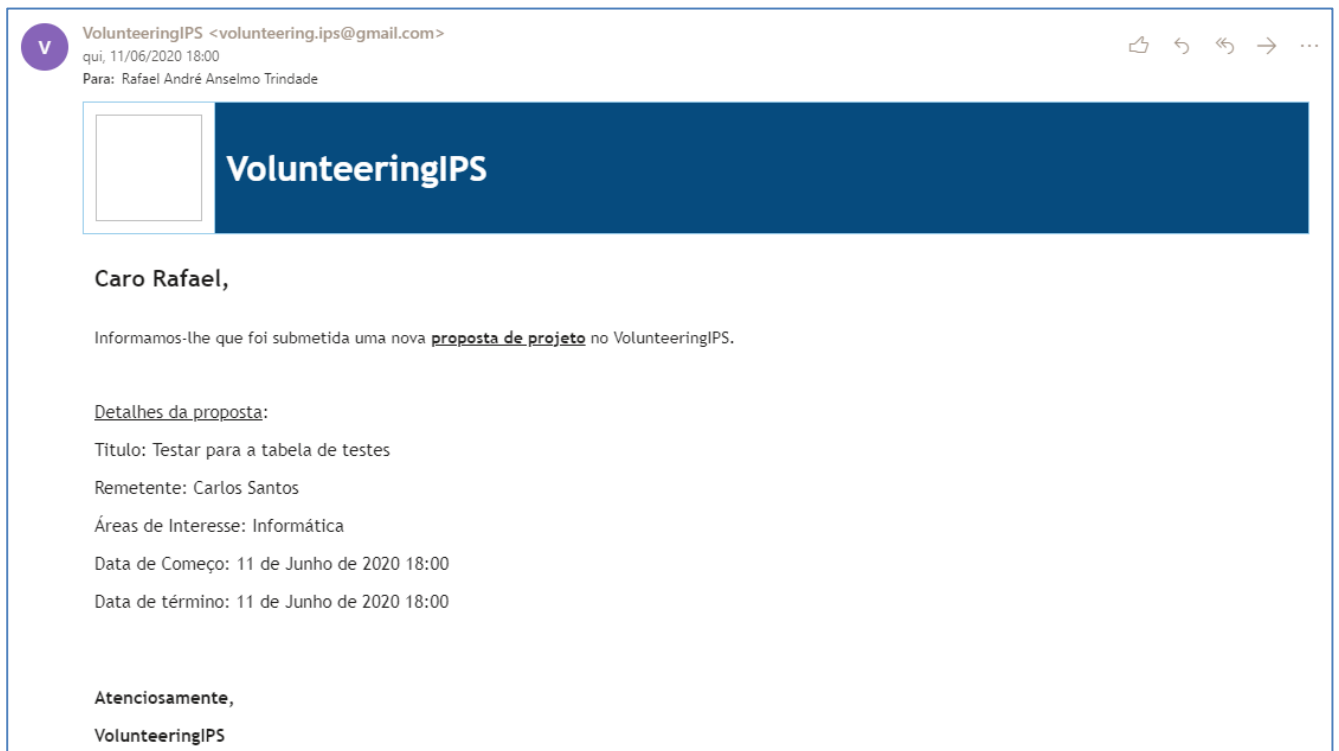 V
VolunteeringIPS <volunteering.ips@gmail.com>
qui, 11/06/2020 18:00
Para: Rafael André Anselmo Trindade
VolunteeringIPS
Caro Rafael,
Informamos-lhe que foi submetida uma nova proposta de projeto no VolunteeringIPS.
Detalhes da proposta:
Titulo: Testar para a tabela de testes
Remetente: Carlos Santos
Áreas de Interesse: Informática
Data de Começo: 11 de Junho de 2020 18:00
Data de término: 11 de Junho de 2020 18:00
Atenciosamente,
VolunteeringIPS